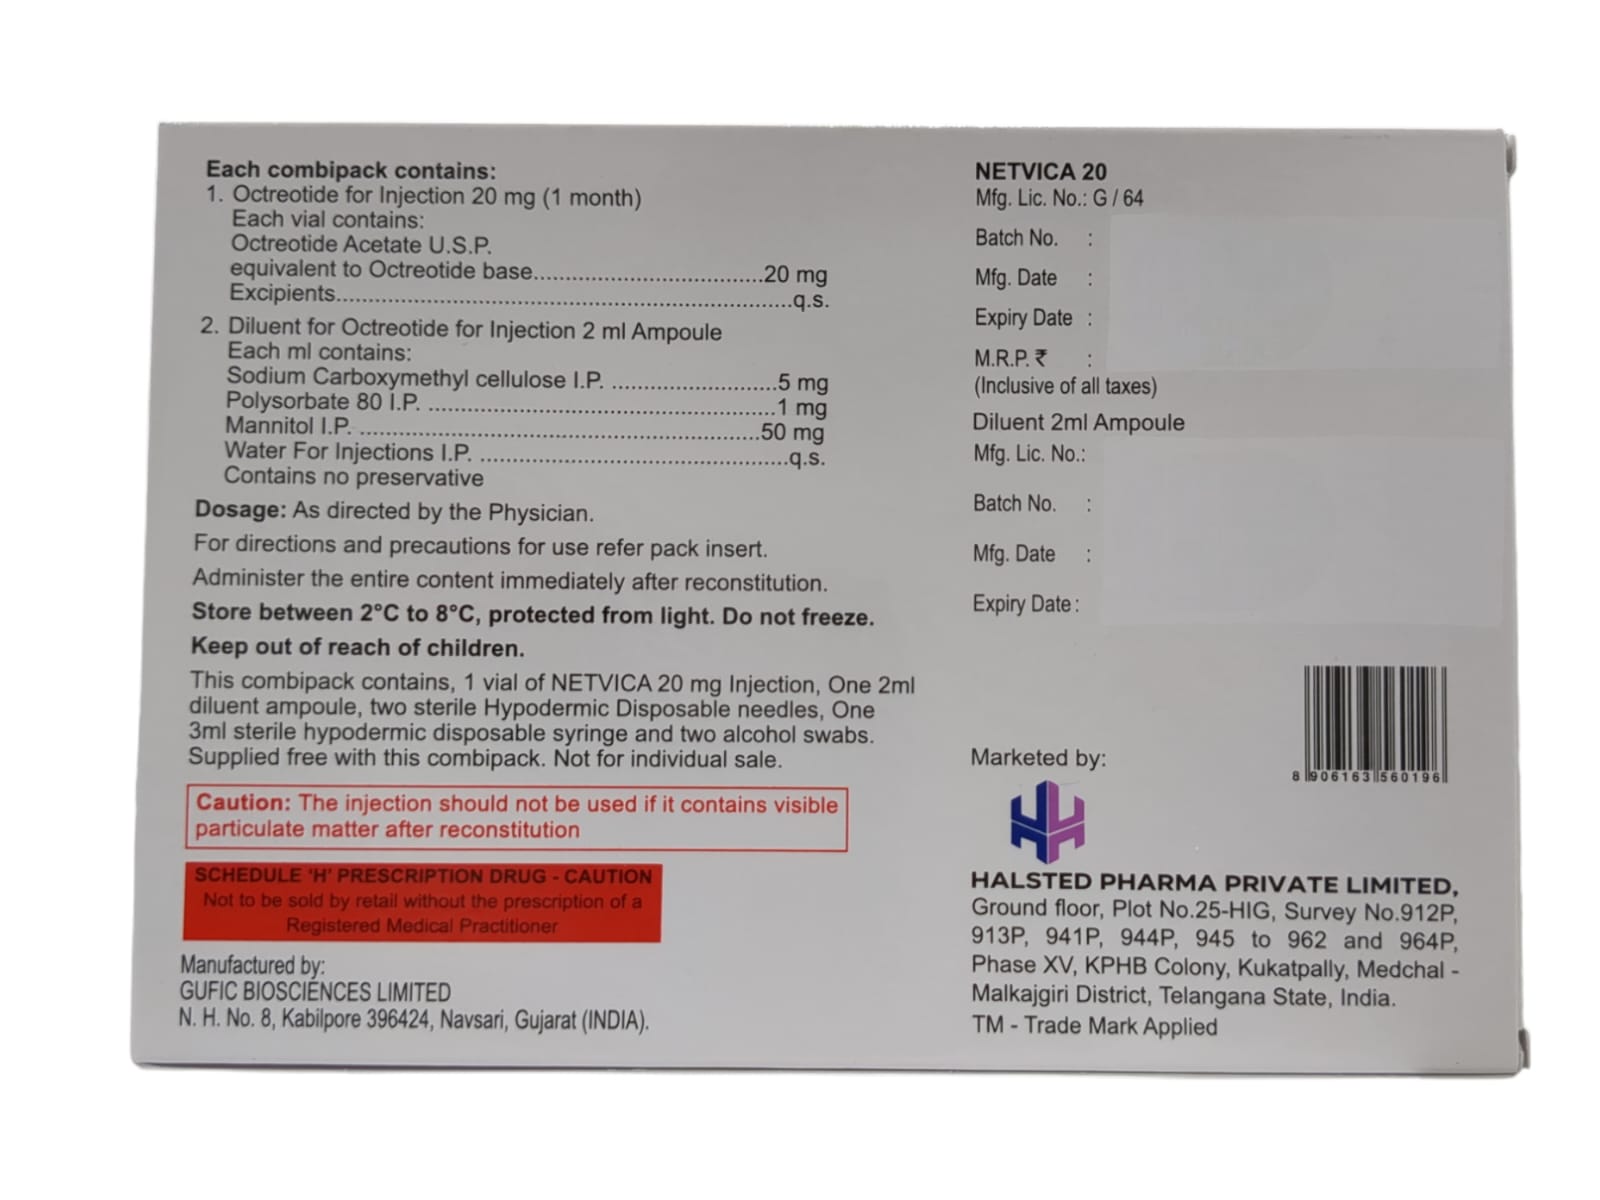 Each combipack contains:
1. Octreotide for Injection 20 mg (1 month)
Each vial contains:
Octreotide Acetate U.S.P.
equivalent to Octreotide base..............................20 mg
Excipients..............................q.s.
2. Diluent for Octreotide for Injection 2 ml Ampoule
Each ml contains:
Sodium Carboxymethyl cellulose I.P. ..............................5 mg
Polysorbate 80 I.P. ..............................1 mg
Mannitol I.P. ..............................50 mg
Water For Injections I.P. ..............................q.s.
Contains no preservative
Dosage: As directed by the Physician.
For directions and precautions for use refer pack insert.
Administer the entire content immediately after reconstitution.
Store between 2°C to 8°C, protected from light. Do not freeze.
Keep out of reach of children.
This combipack contains, 1 vial of NETVICA 20 mg Injection, One 2ml
diluent ampoule, two sterile Hypodermic Disposable needles, One
3ml sterile hypodermic disposable syringe and two alcohol swabs.
Supplied free with this combipack. Not for individual sale.
Caution: The injection should not be used if it contains visible
particulate matter after reconstitution
SCHEDULE 'H' PRESCRIPTION DRUG - CAUTION
Not to be sold by retail without the prescription of a
Registered Medical Practitioner
Manufactured by:
GUFIC BIOSCIENCES LIMITED
N. H. No. 8, Kabilpore 396424, Navsari, Gujarat (INDIA).
NETVICA 20
Mfg. Lic. No.: G / 64
Batch No. :
Mfg. Date :
Expiry Date :
M.R.P. ₹ :
(Inclusive of all taxes)
Diluent 2ml Ampoule
Mfg. Lic. No.:
Batch No. :
Mfg. Date :
Expiry Date :
8 906163 560196
Marketed by:
HALSTED PHARMA PRIVATE LIMITED,
Ground floor, Plot No.25-HIG, Survey No.912P,
913P, 941P, 944P, 945 to 962 and 964P,
Phase XV, KPHB Colony, Kukatpally, Medchal -
Malkajgiri District, Telangana State, India.
TM - Trade Mark Applied